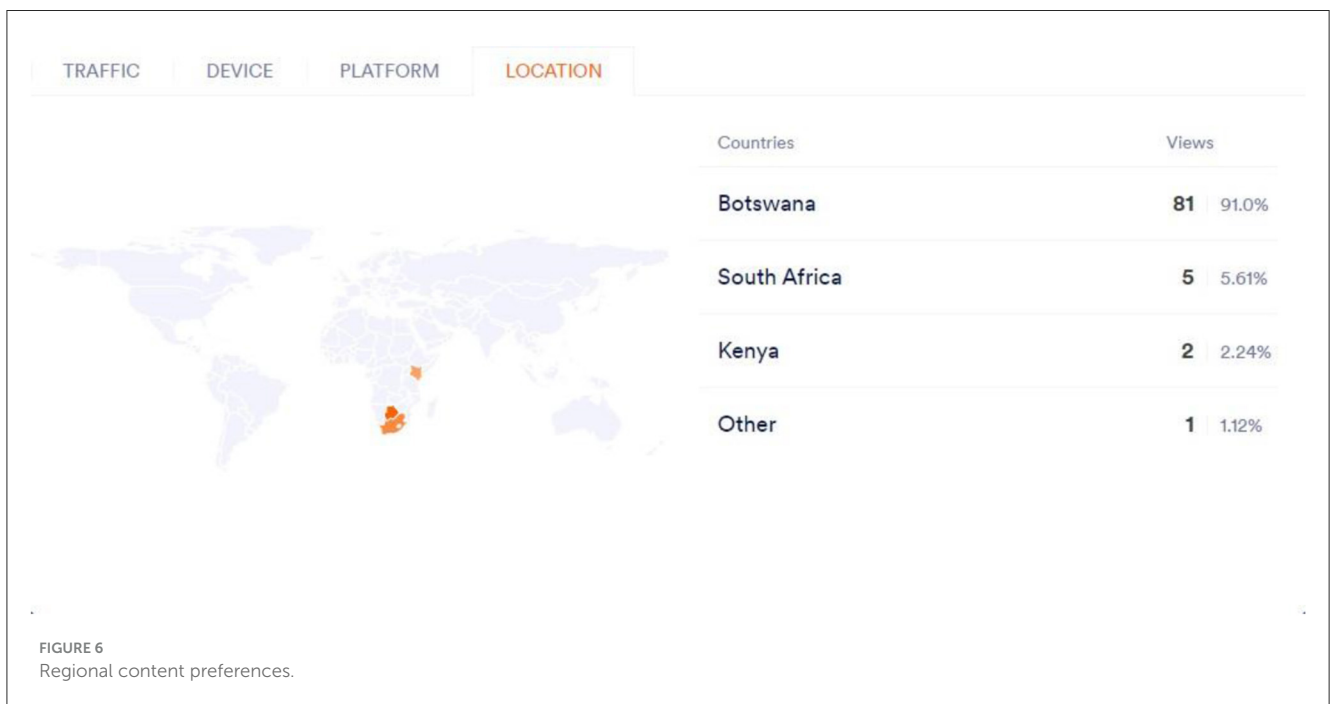 TRAFFIC DEVICE PLATFORM LOCATION
Countries Views
Botswana 81 91.0%
South Africa 5 5.61%
Kenya 2 2.24%
Other 1 1.12%
FIGURE 6
Regional content preferences.